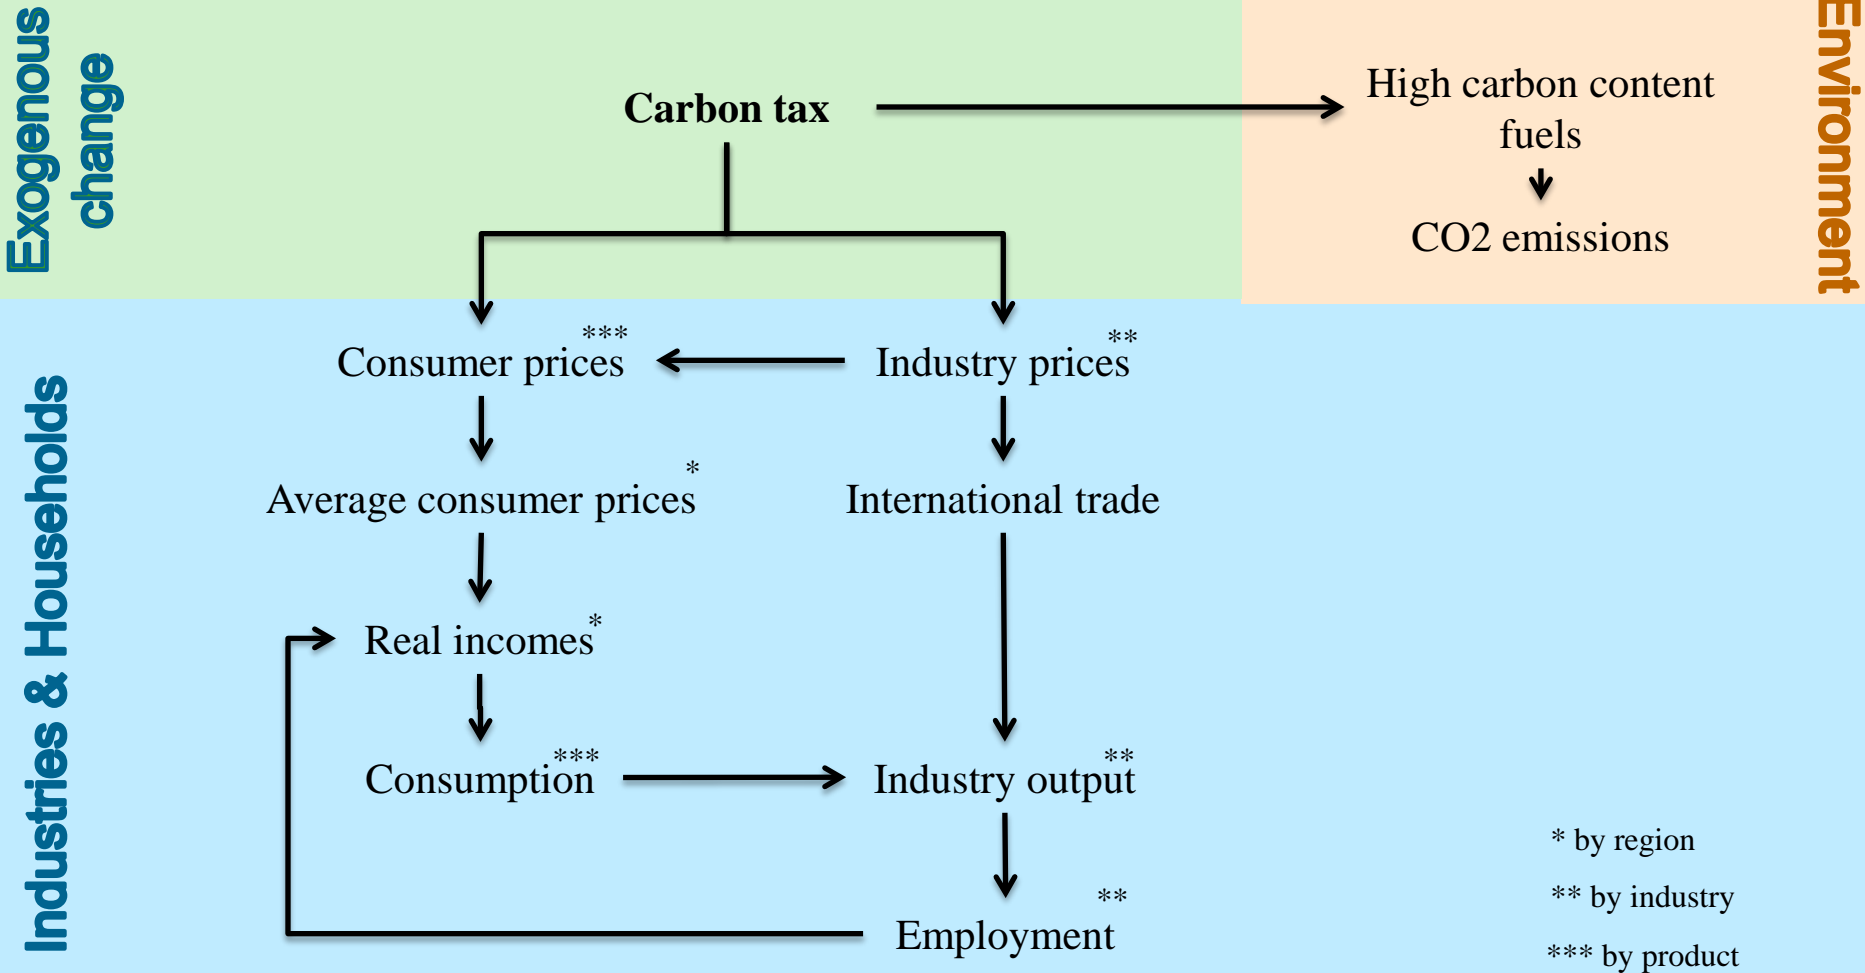 Exogenous
change
Environment
Carbon tax
High carbon content
fuels
CO2 emissions
Industries & Households
Consumer prices***
Industry prices**
Average consumer prices*
International trade
Real incomes*
Consumption***
Industry output**
Employment**
* by region
** by industry
*** by product